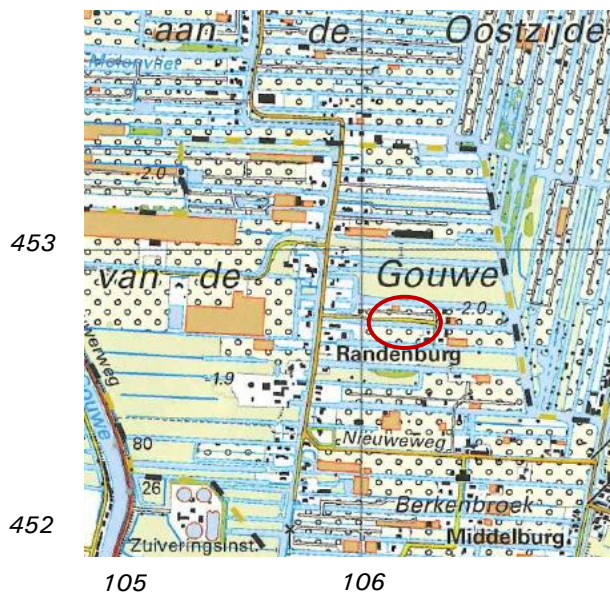 aan de Oostzijde
Molenvliet
-2.0
453
van de Gouwe
-2.0
Randenburg
1.9
Gouwe
Nieuweweg
80
26
Berkenbroek
452
Zuiveringsinst.
Middelburg
105 106